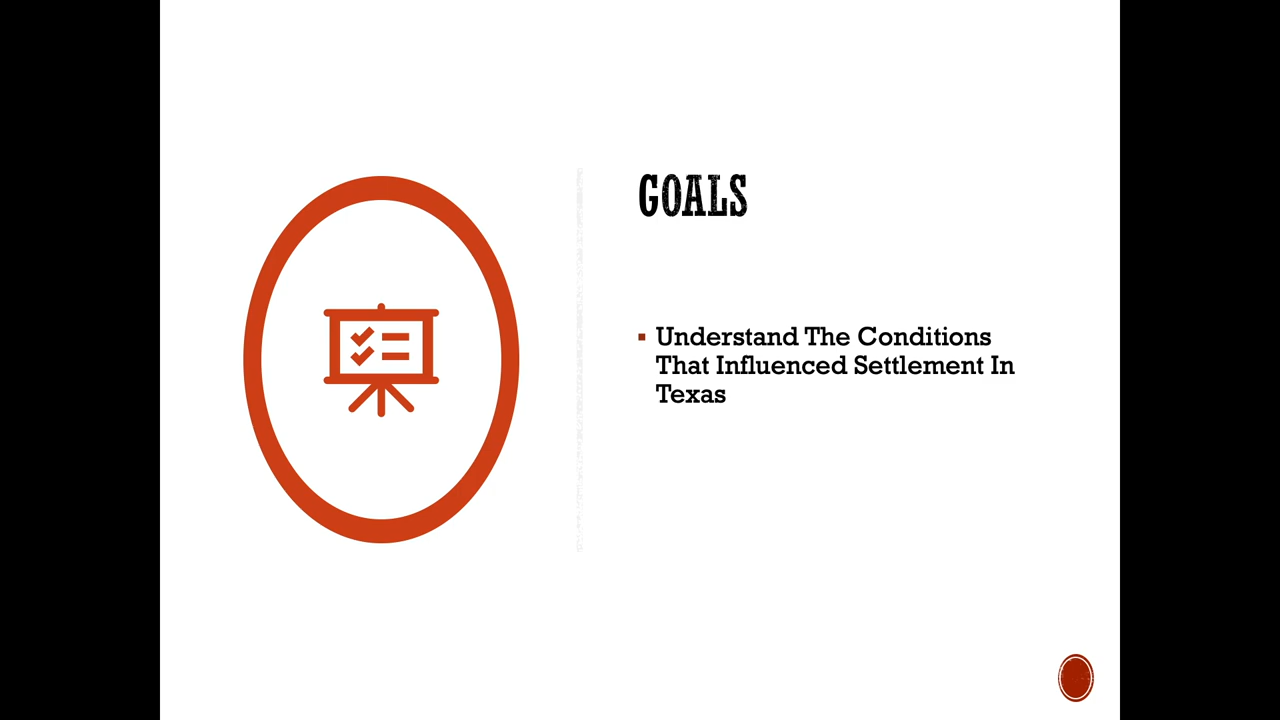 GOALS
Understand The Conditions
That Influenced Settlement In
Texas